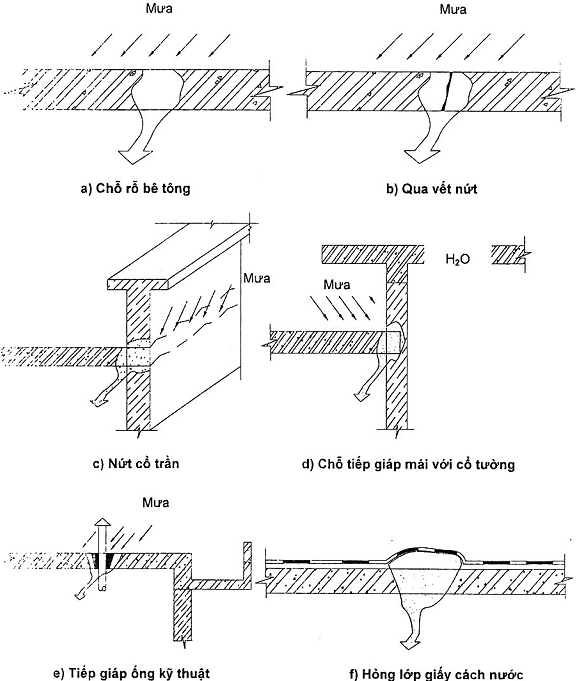 Mưa
Mưa
a) Chỗ rỗ bê tông
b) Qua vết nứt
Mưa
H₂O
Mưa
c) Nứt cổ trần
d) Chỗ tiếp giáp mái với cổ tường
Mưa
e) Tiếp giáp ống kỹ thuật
f) Hỏng lớp giấy cách nước